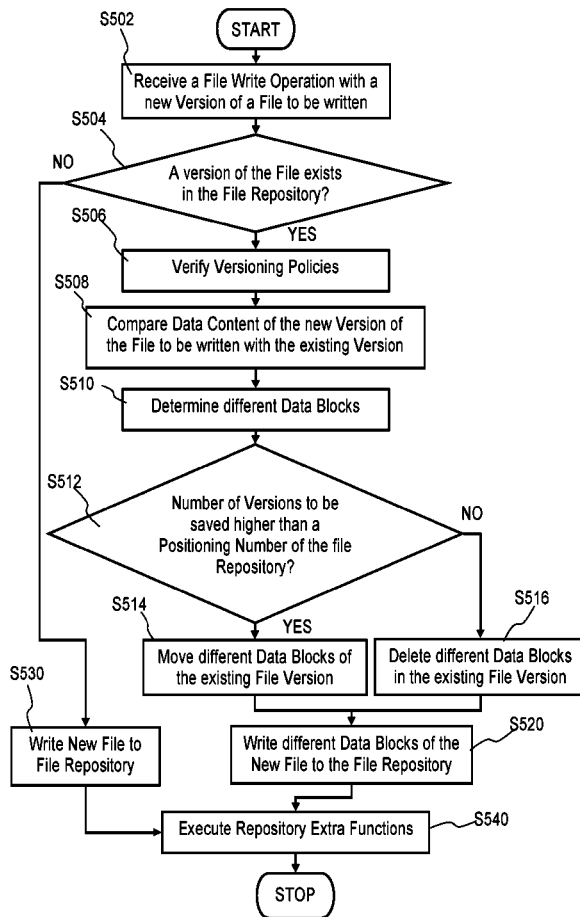 S502
START
Receive a File Write Operation with a
new Version of a File to be written
S504
NO
A version of the File exists
in the File Repository?
S506
YES
Verify Versioning Policies
S508
Compare Data Content of the new Version of
the File to be written with the existing Version
S510
Determine different Data Blocks
S512
Number of Versions to be
saved higher than a
Positioning Number of the file
Repository?
NO
S514
YES
S516
Move different Data Blocks of
the existing File Version
Delete different Data Blocks
in the existing File Version
S530
Write New File to
File Repository
Write different Data Blocks of the
New File to the File Repository
S520
Execute Repository Extra Functions
S540
STOP